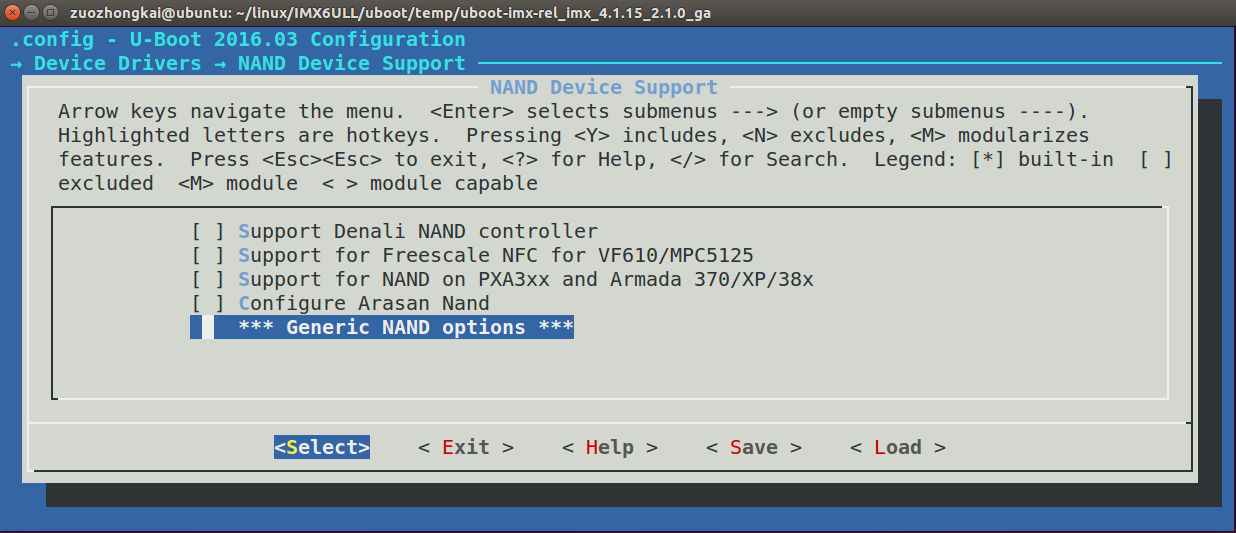 zuozhongkai@ubuntu: ~/linux/IMX6ULL/uboot/temp/uboot-imx-rel_imx_4.1.15_2.1.0_ga
.config - U-Boot 2016.03 Configuration
→ Device Drivers → NAND Device Support
NAND Device Support
Arrow keys navigate the menu.  <Enter> selects submenus ---> (or empty submenus ----).
Highlighted letters are hotkeys.  Pressing <Y> includes, <N> excludes, <M> modularizes
features.  Press <Esc><Esc> to exit, <?> for Help, </> for Search.  Legend: [*] built-in  [ ]
excluded  <M> module  < > module capable
[ ] Support Denali NAND controller
[ ] Support for Freescale NFC for VF610/MPC5125
[ ] Support for NAND on PXA3xx and Armada 370/XP/38x
[ ] Configure Arasan Nand
*** Generic NAND options ***
<Select>    < Exit >    < Help >    < Save >    < Load >